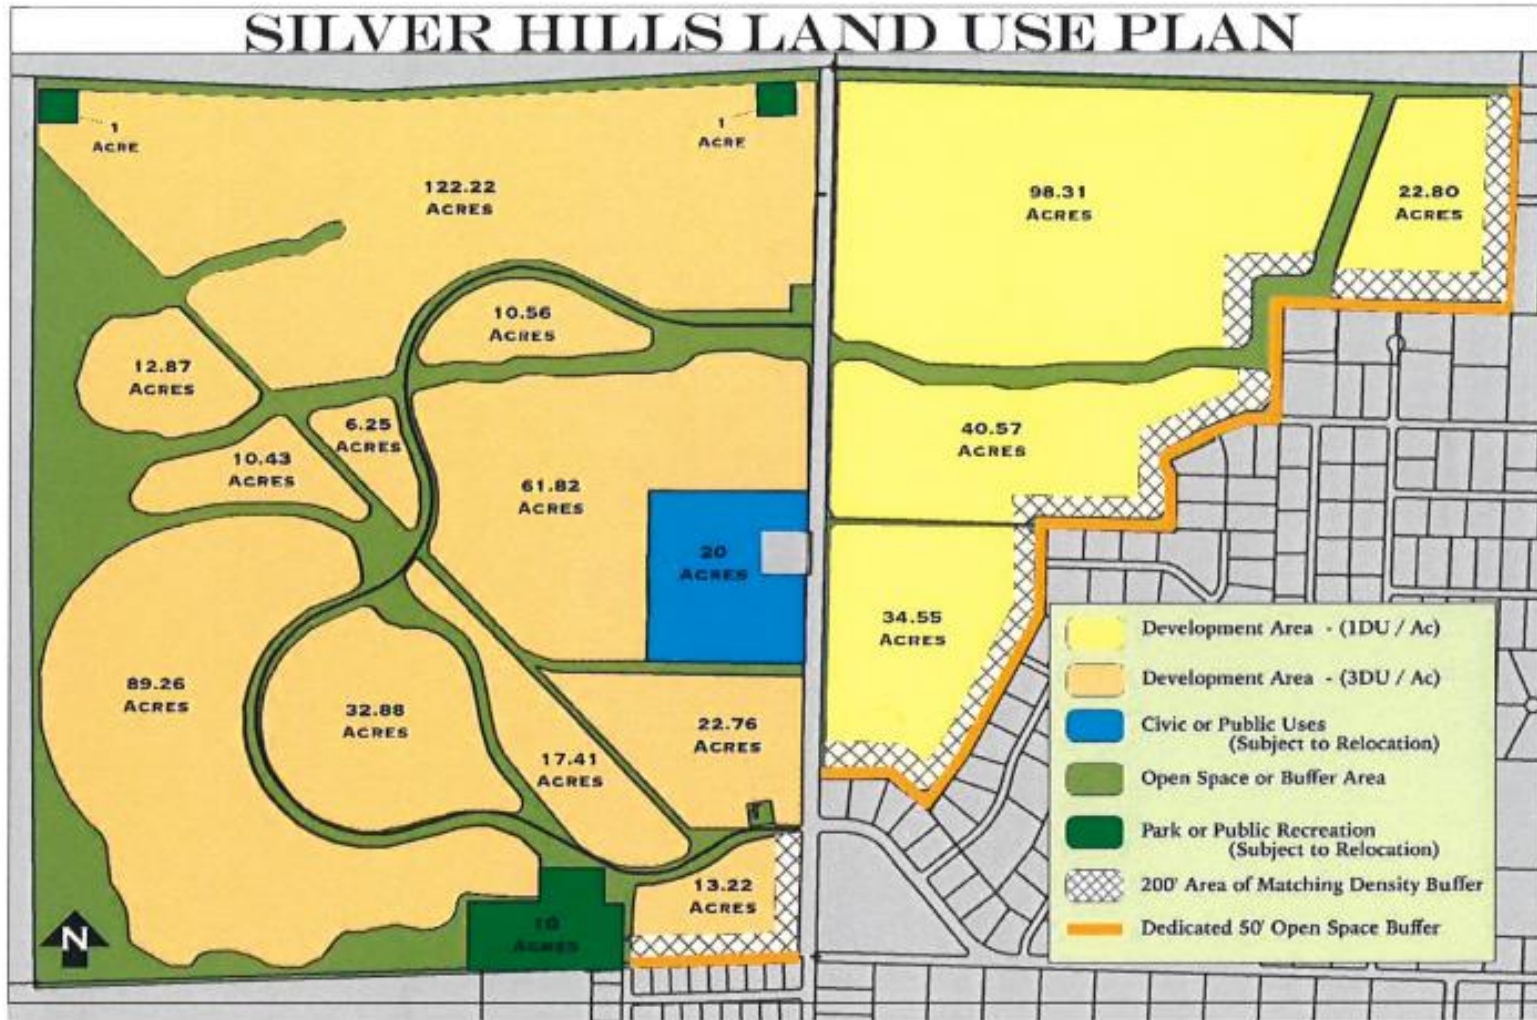 SILVER HILLS LAND USE PLAN
1
ACRE
1
ACRE
122.22
ACRES
98.31
ACRES
22.80
ACRES
10.56
ACRES
12.87
ACRES
6.25
ACRES
40.57
ACRES
10.43
ACRES
61.82
ACRES
20
ACRES
34.55
ACRES
89.26
ACRES
32.88
ACRES
22.76
ACRES
17.41
ACRES
13.22
ACRES
10
ACRES
N
Development Area - (1DU / Ac)
Development Area - (3DU / Ac)
Civic or Public Uses
(Subject to Relocation)
Open Space or Buffer Area
Park or Public Recreation
(Subject to Relocation)
200' Area of Matching Density Buffer
Dedicated 50' Open Space Buffer